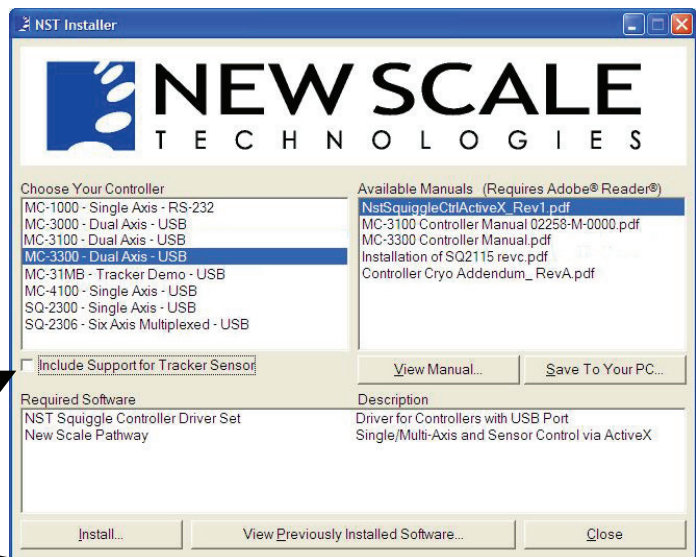 NST Installer
NEW SCALE
TECHNOLOGIES
Choose Your Controller
MC-1000 - Single Axis - RS-232
MC-3000 - Dual Axis - USB
MC-3100 - Dual Axis - USB
MC-3300 - Dual Axis - USB
MC-31MB - Tracker Demo - USB
MC-4100 - Single Axis - USB
SQ-2300 - Single Axis - USB
SQ-2306 - Six Axis Multiplexed - USB
Available Manuals (Requires Adobe® Reader®)
NstSquiggleCtrlActiveX_Rev1.pdf
MC-3100 Controller Manual 02258-M-0000.pdf
MC-3300 Controller Manual.pdf
Installation of SQ2115 revc.pdf
Controller Cryo Addendum_ RevA.pdf
Include Support for Tracker Sensor
View Manual...
Save To Your PC...
Required Software
Description
NST Squiggle Controller Driver Set
Driver for Controllers with USB Port
New Scale Pathway
Single/Multi-Axis and Sensor Control via ActiveX
Install...
View Previously Installed Software...
Close